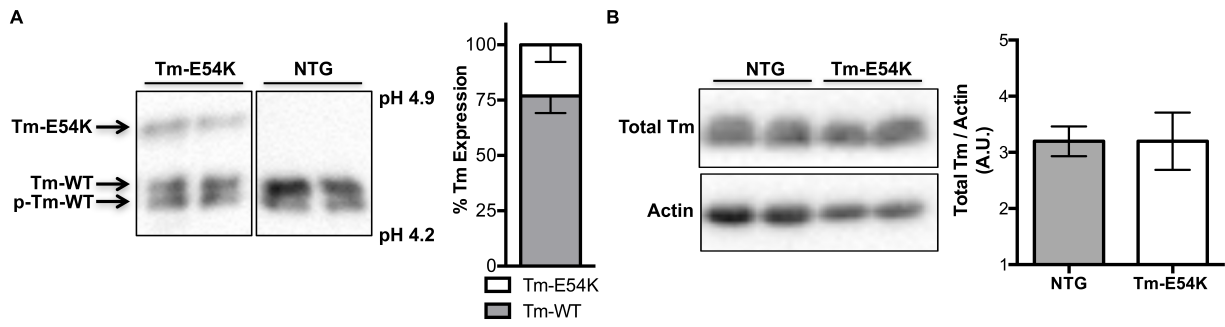 A
Tm-E54K
NTG
pH 4.9
Tm-E54K
Tm-WT
p-Tm-WT
pH 4.2
% Tm Expression
100
75
50
25
0
Tm-E54K
Tm-WT
B
NTG
Tm-E54K
Total Tm
Actin
Total Tm / Actin
(A.U.)
5
4
3
2
1
NTG
Tm-E54K